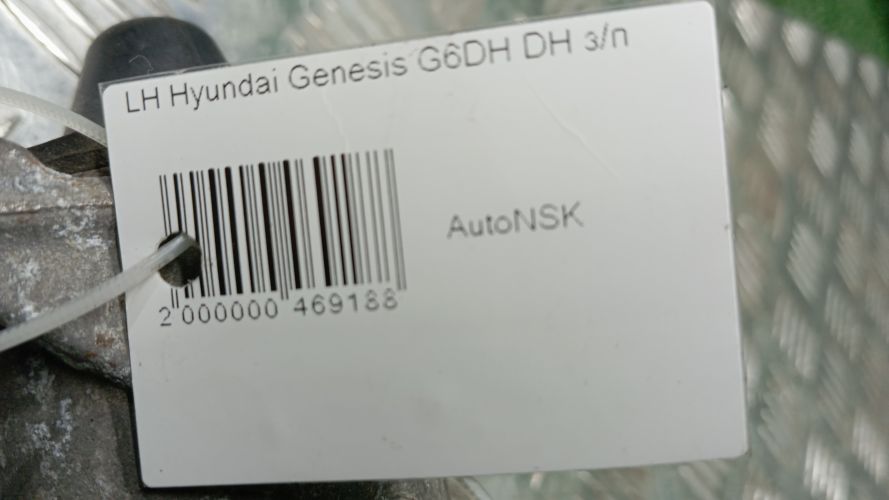 LH Hyundai Genesis G6DH DH з/п
AutoNSK
2 000000 469188